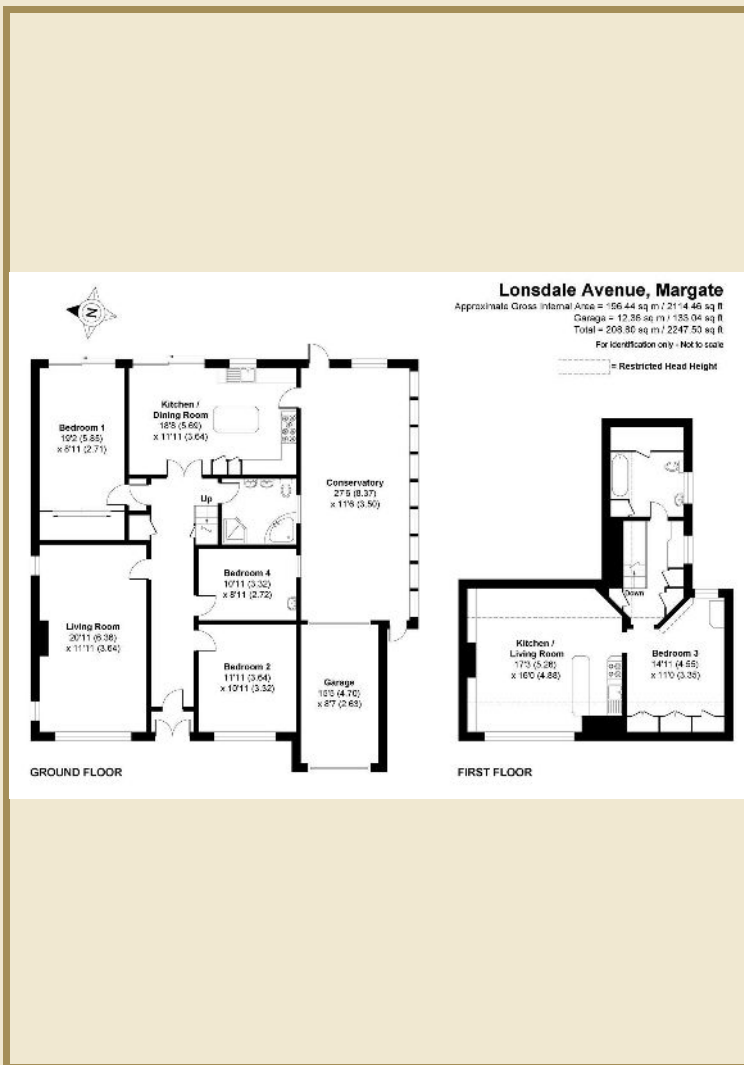 Lonsdale Avenue, Margate
Approximate Gross Internal Area = 196.44 sq m / 2114.46 sq ft
Garage = 12.36 sq m / 133.04 sq ft
Total = 208.80 sq m / 2247.50 sq ft
For identification only - Not to scale
= Restricted Head Height
N
Bedroom 1
19'2 (5.85)
x 8'11 (2.71)
Kitchen /
Dining Room
18'8 (5.69)
x 11'11 (3.64)
Up
Conservatory
27'6 (8.37)
x 11'6 (3.50)
Bedroom 4
10'11 (3.32)
x 8'11 (2.72)
Living Room
20'11 (6.36)
x 11'11 (3.64)
Bedroom 2
11'11 (3.64)
x 10'11 (3.32)
Garage
15'5 (4.70)
x 8'7 (2.63)
GROUND FLOOR
Down
Kitchen /
Living Room
17'3 (5.26)
x 16'0 (4.88)
Bedroom 3
14'11 (4.55)
x 11'0 (3.35)
FIRST FLOOR